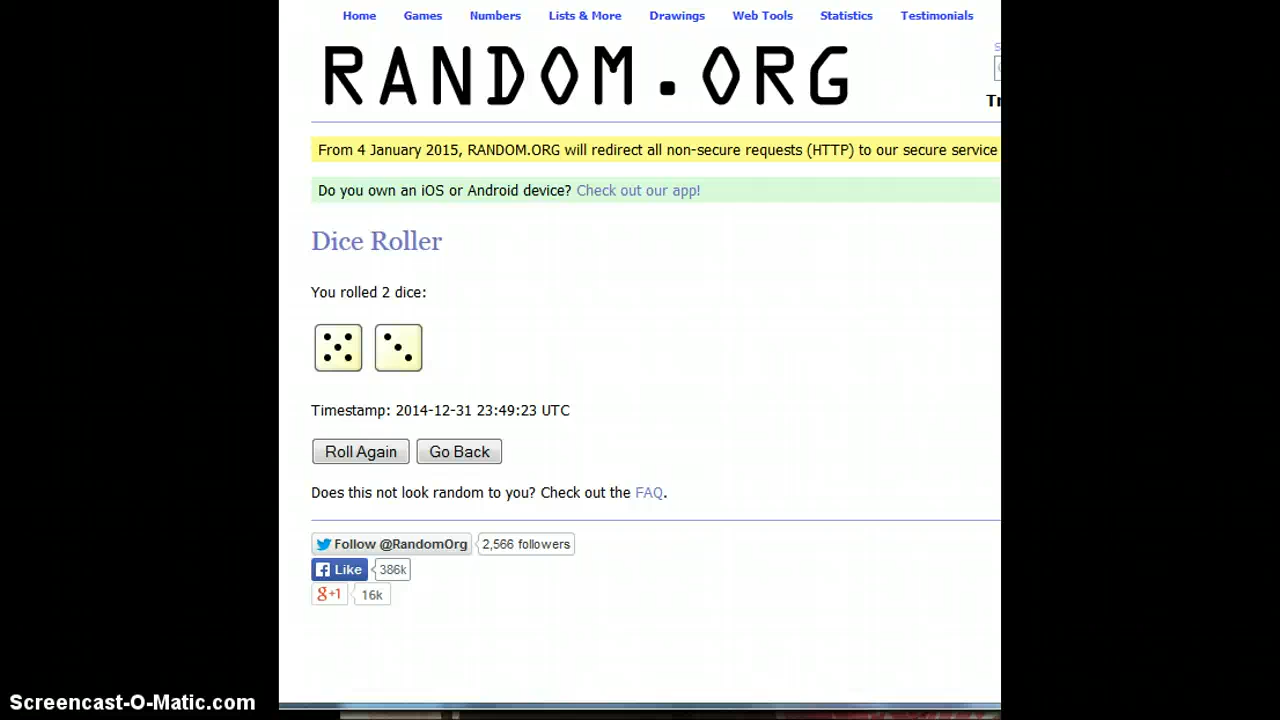 Home Games Numbers Lists & More Drawings Web Tools Statistics Testimonials
RANDOM.ORG
Tr
From 4 January 2015, RANDOM.ORG will redirect all non-secure requests (HTTP) to our secure service
Do you own an iOS or Android device? Check out our app!
Dice Roller
You rolled 2 dice:
Timestamp: 2014-12-31 23:49:23 UTC
Roll Again Go Back
Does this not look random to you? Check out the FAQ.
Follow @RandomOrg 2,566 followers
Like 386k
g+1 16k
Screencast-O-Matic.com